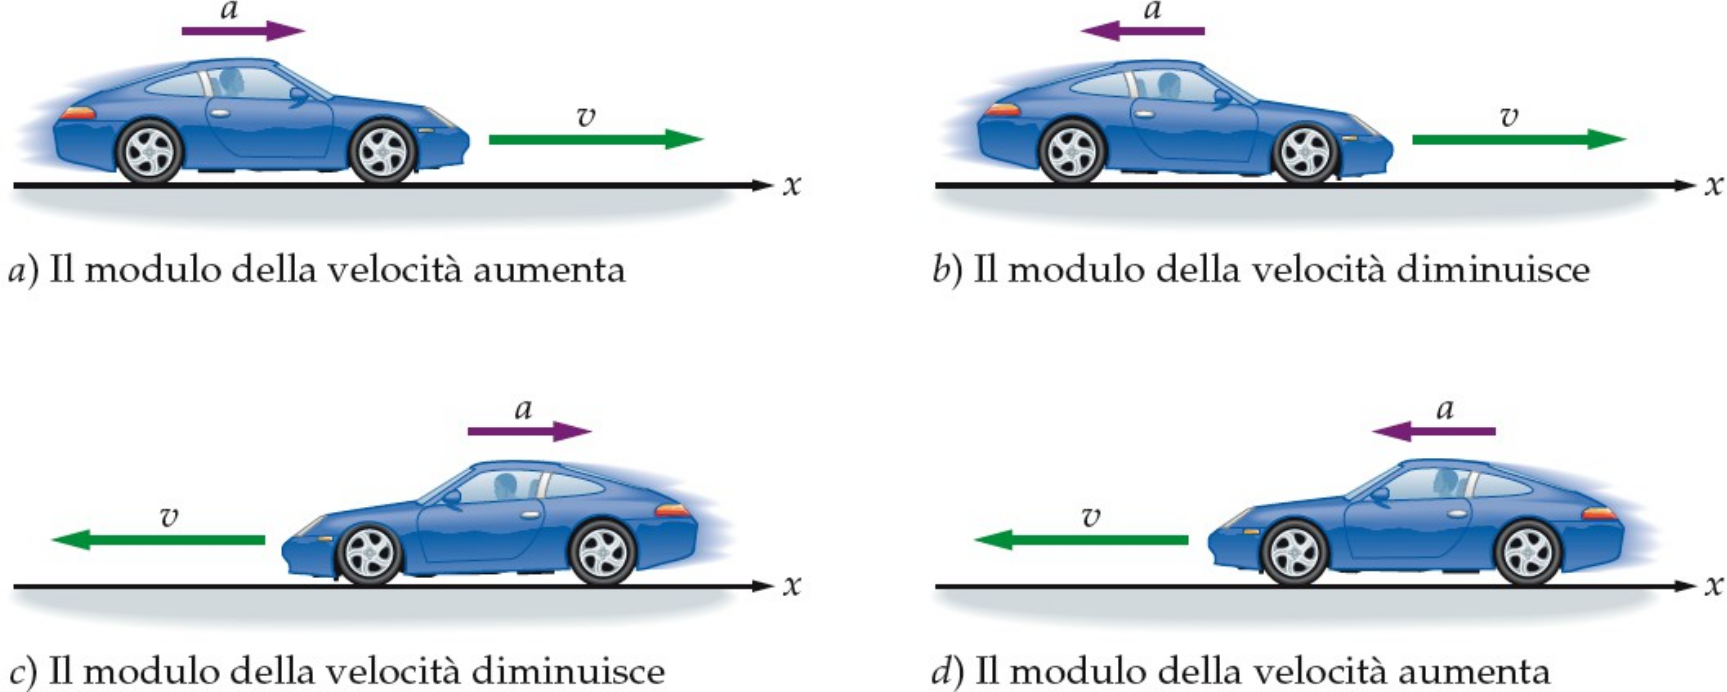 a
a
v
v
x
x
a) Il modulo della velocità aumenta
b) Il modulo della velocità diminuisce
a
a
v
v
x
x
c) Il modulo della velocità diminuisce
d) Il modulo della velocità aumenta